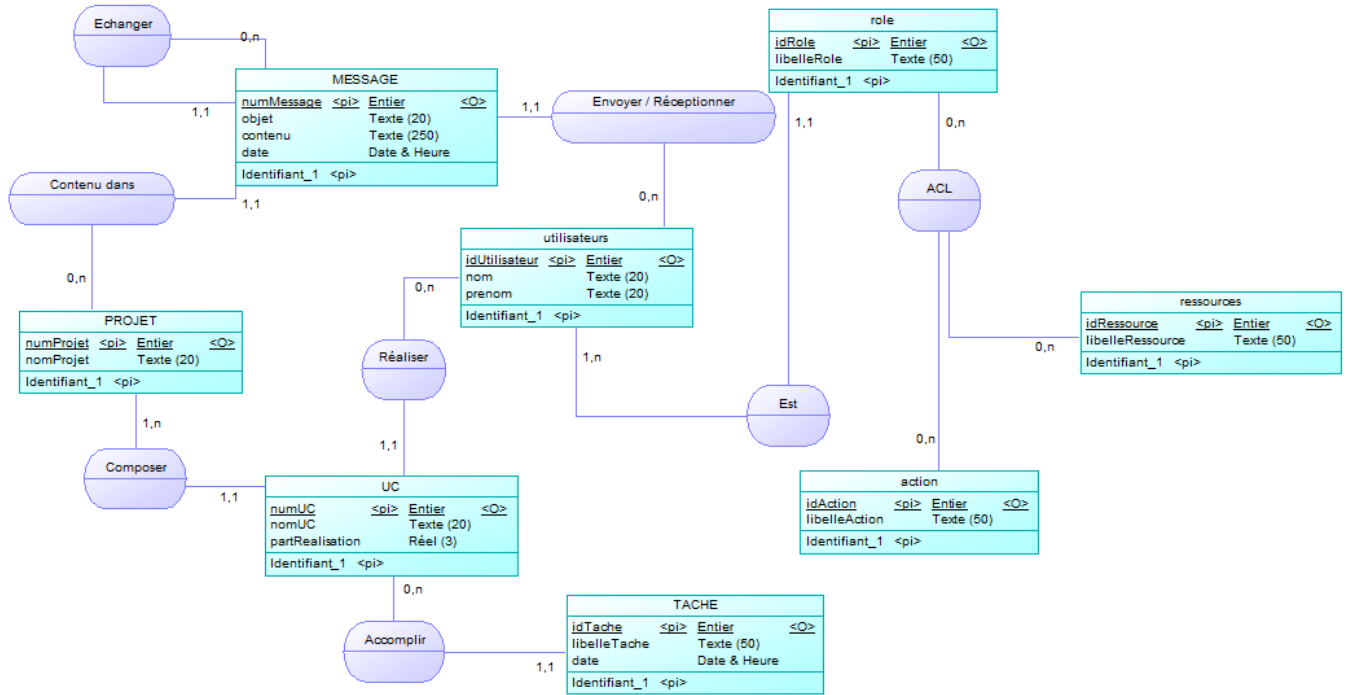 Echanger
0,n
1,1
MESSAGE
numMessage <pi> Entier <O>
objet Texte (20)
contenu Texte (250)
date Date & Heure
Identifiant_1 <pi>
1,1
Envoyer / Réceptionner
0,n
role
idRole <pi> Entier <O>
libelleRole Texte (50)
Identifiant_1 <pi>
1,1
0,n
ACL
Contenu dans
1,1
0,n
utilisateurs
idUtilisateur <pi> Entier <O>
nom Texte (20)
prenom Texte (20)
Identifiant_1 <pi>
0,n
1,n
ressources
idRessource <pi> Entier <O>
libelleRessource Texte (50)
Identifiant_1 <pi>
0,n
PROJET
numProjet <pi> Entier <O>
nomProjet Texte (20)
Identifiant_1 <pi>
Réaliser
Est
1,n
1,1
0,n
Composer
1,1
UC
numUC <pi> Entier <O>
nomUC Texte (20)
partRealisation Réel (3)
Identifiant_1 <pi>
action
idAction <pi> Entier <O>
libelleAction Texte (50)
Identifiant_1 <pi>
0,n
Accomplir
1,1
TACHE
idTache <pi> Entier <O>
libelleTache Texte (50)
date Date & Heure
Identifiant_1 <pi>